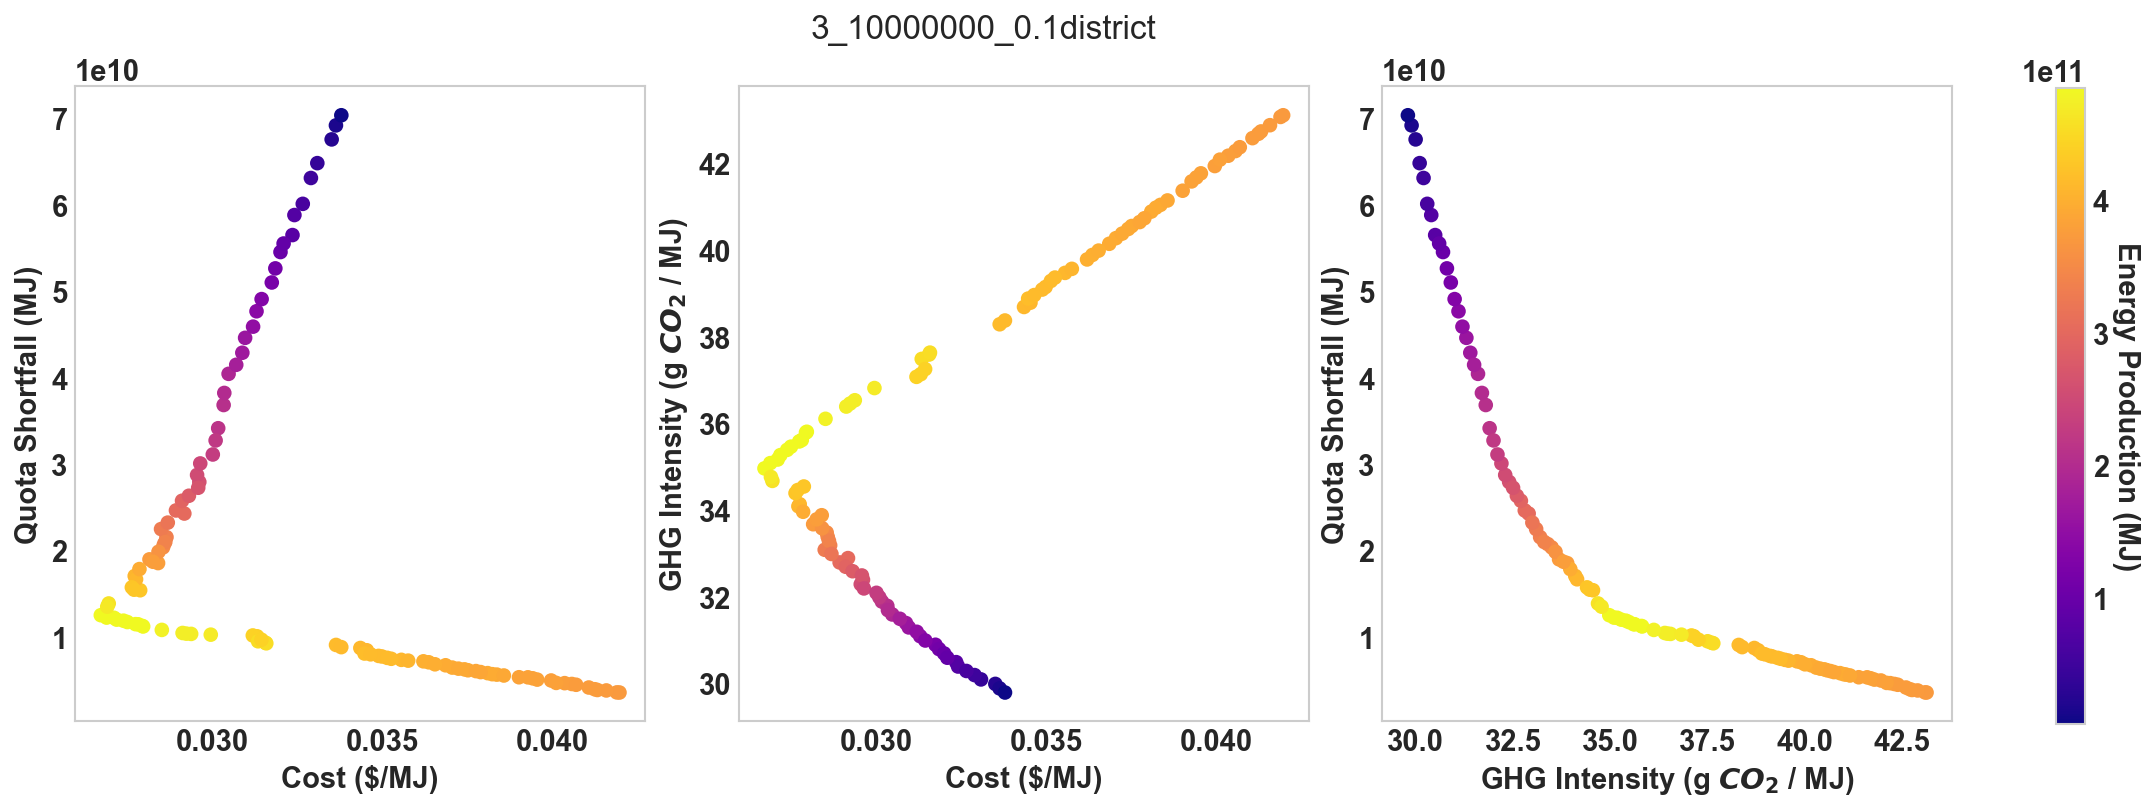 3_10000000_0.1district
1e10
7
6
5
4
3
2
1
Quota Shortfall (MJ)
0.030 0.035 0.040
Cost ($/MJ)
42
40
38
36
34
32
30
GHG Intensity (g CO2 / MJ)
0.030 0.035 0.040
Cost ($/MJ)
1e10
7
6
5
4
3
2
1
Quota Shortfall (MJ)
30.0 32.5 35.0 37.5 40.0 42.5
GHG Intensity (g CO2 / MJ)
1e11
4
3
2
1
Energy Production (MJ)